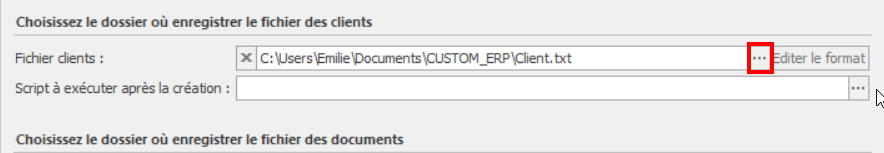 Choisissez le dossier où enregistrer le fichier des clients
Fichier clients : C:\Users\Emilie\Documents\CUSTOM_ERP\Client.txt ... Editer le format
Script à exécuter après la création : ...
Choisissez le dossier où enregistrer le fichier des documents